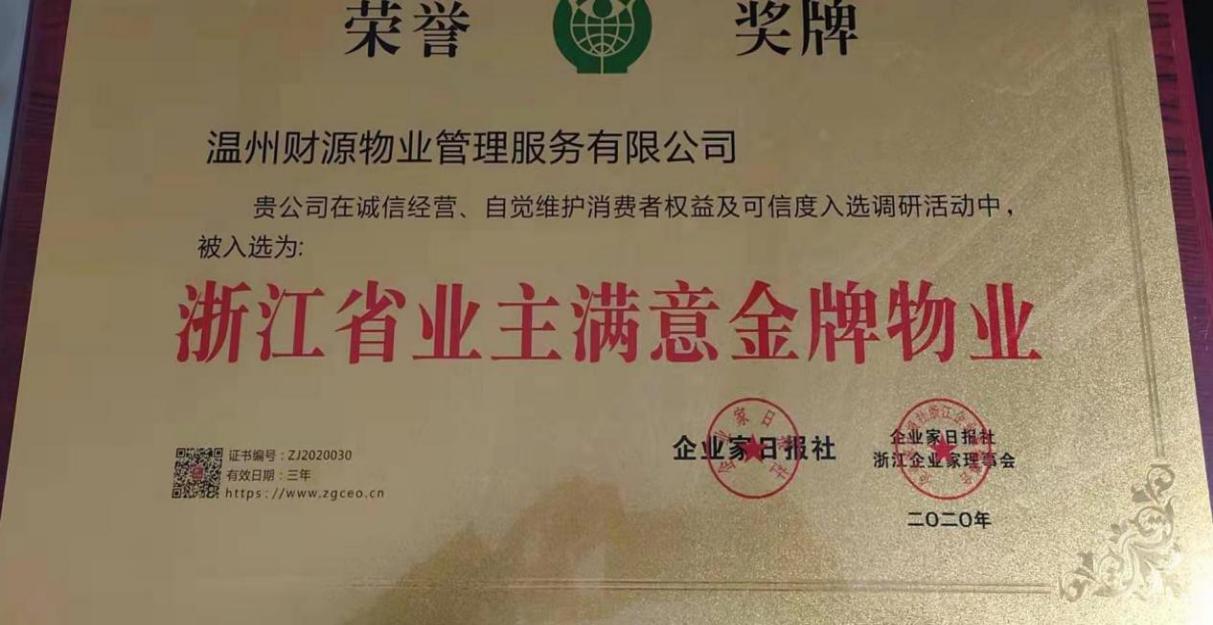 荣誉 奖牌
温州财源物业管理服务有限公司
贵公司在诚信经营、自觉维护消费者权益及可信度入选调研活动中，
被入选为:
浙江省业主满意金牌物业
企业家日报社
企业家日报社
浙江企业家理事会
证书编号：ZJ2020030
有效日期：三年
https://www.zgceo.cn
二〇二〇年